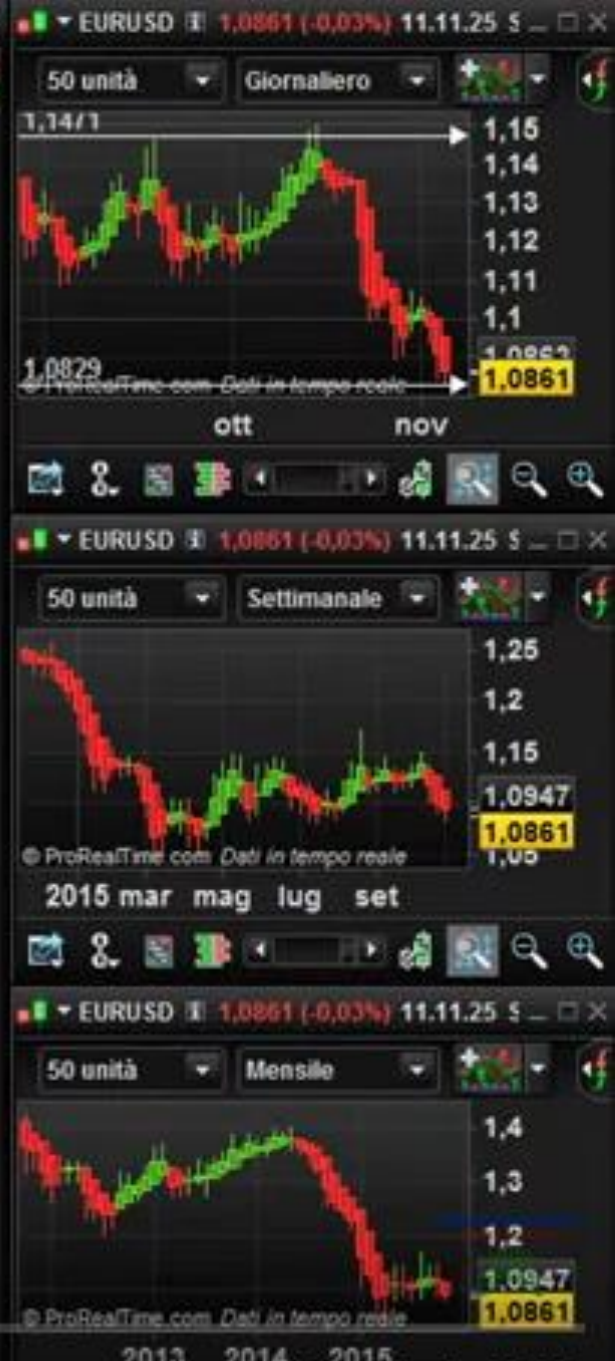 EURUSD 1,0861 (-0,03%) 11.11.25 S
50 unità Giornaliero
1,1471
1,15
1,14
1,13
1,12
1,11
1,1
1,0863
1,0829
1,0861
© ProRealTime.com Dati in tempo reale
ott nov
EURUSD 1,0861 (-0,03%) 11.11.25 S
50 unità Settimanale
1,25
1,2
1,15
1,0947
1,0861
1,05
© ProRealTime.com Dati in tempo reale
2015 mar mag lug set
EURUSD 1,0861 (-0,03%) 11.11.25 S
50 unità Mensile
1,4
1,3
1,2
1,0947
1,0861
© ProRealTime.com Dati in tempo reale
2013 2014 2015